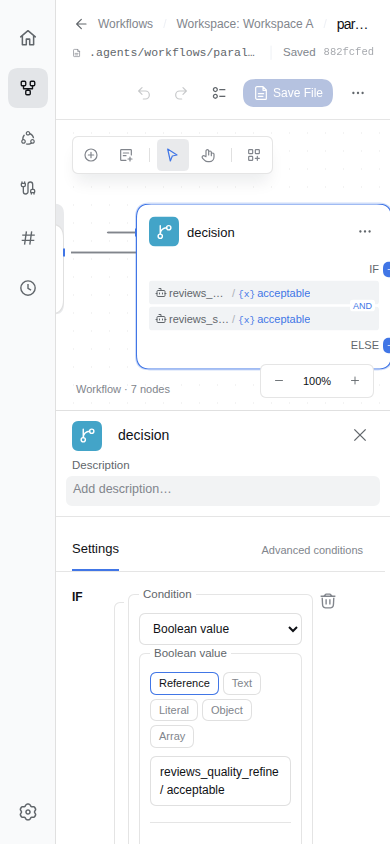 Workflows / Workspace: Workspace A / par…
.agents/workflows/paral… Saved 882fcfed
Save File
decision
IF
reviews_… / {x} acceptable
AND
reviews_s… / {x} acceptable
ELSE
Workflow · 7 nodes
100%
decision
Description
Add description…
Settings
Advanced conditions
IF
Condition
Boolean value
Boolean value
Reference
Text
Literal
Object
Array
reviews_quality_refine
/ acceptable